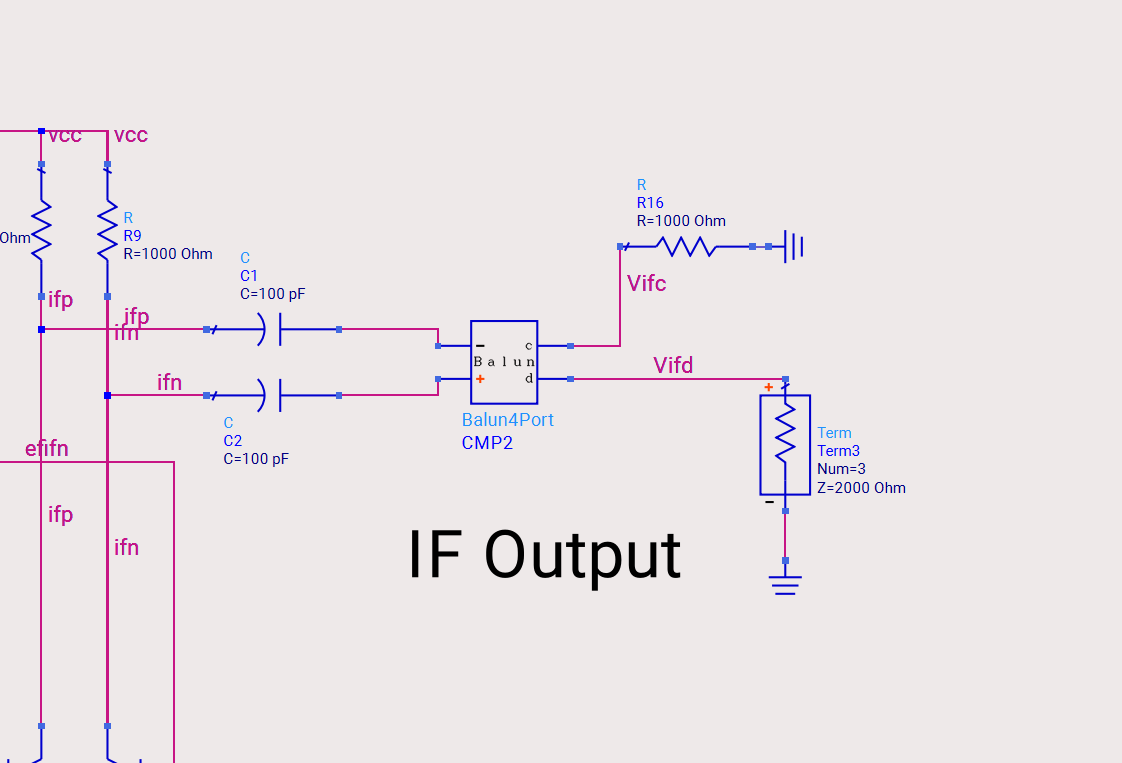 vcc
vcc
R
R16
R=1000 Ohm
R
R9
R=1000 Ohm
Ohm
C
C1
C=100 pF
Vifc
ifp
ifp
ifn
-
c
Balun
+
d
Vifd
ifn
+
Balun4Port
CMP2
C
C2
C=100 pF
Term
Term3
Num=3
Z=2000 Ohm
-
efifn
ifp
ifn
IF Output